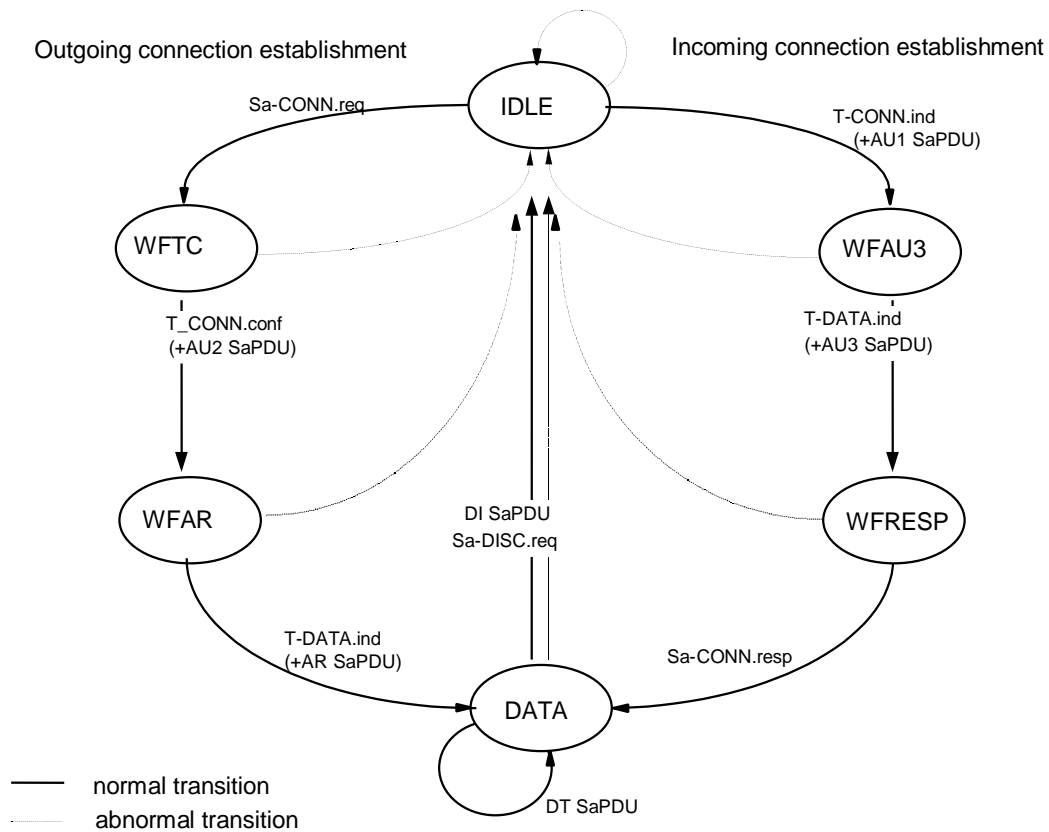 Outgoing connection establishment
Incoming connection establishment
IDLE
Sa-CONN.req
T-CONN.ind
(+AU1 SaPDU)
WFTC
WFAU3
T_CONN.conf
(+AU2 SaPDU)
T-DATA.ind
(+AU3 SaPDU)
WFAR
WFRESP
DI SaPDU
Sa-DISC.req
T-DATA.ind
(+AR SaPDU)
Sa-CONN.resp
DATA
DT SaPDU
normal transition
abnormal transition